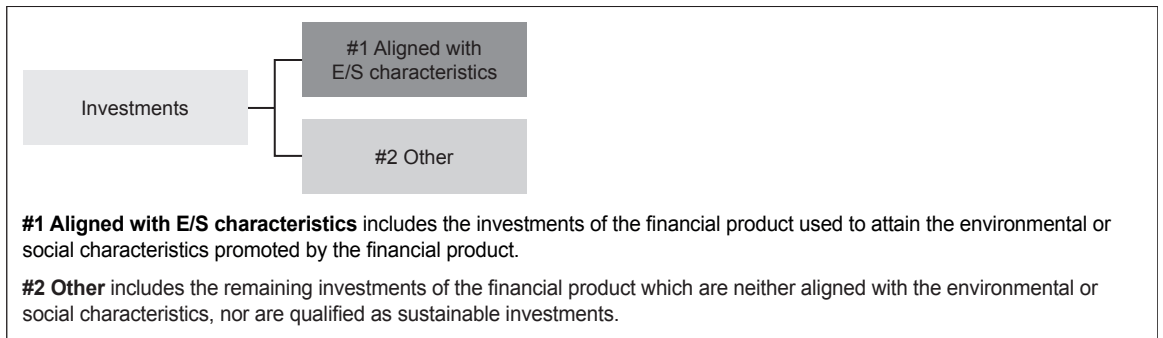 #1 Aligned with
E/S characteristics
Investments
#2 Other
#1 Aligned with E/S characteristics includes the investments of the financial product used to attain the environmental or
social characteristics promoted by the financial product.
#2 Other includes the remaining investments of the financial product which are neither aligned with the environmental or
social characteristics, nor are qualified as sustainable investments.